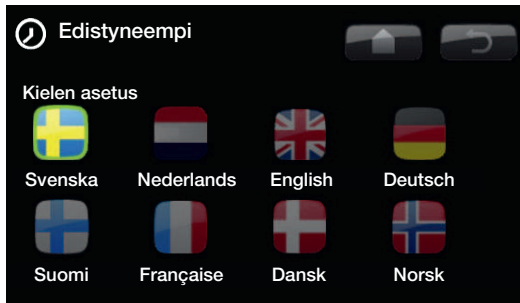 Edistyneempi
Kielen asetus
Svenska Nederlands English Deutsch
Suomi Française Dansk Norsk